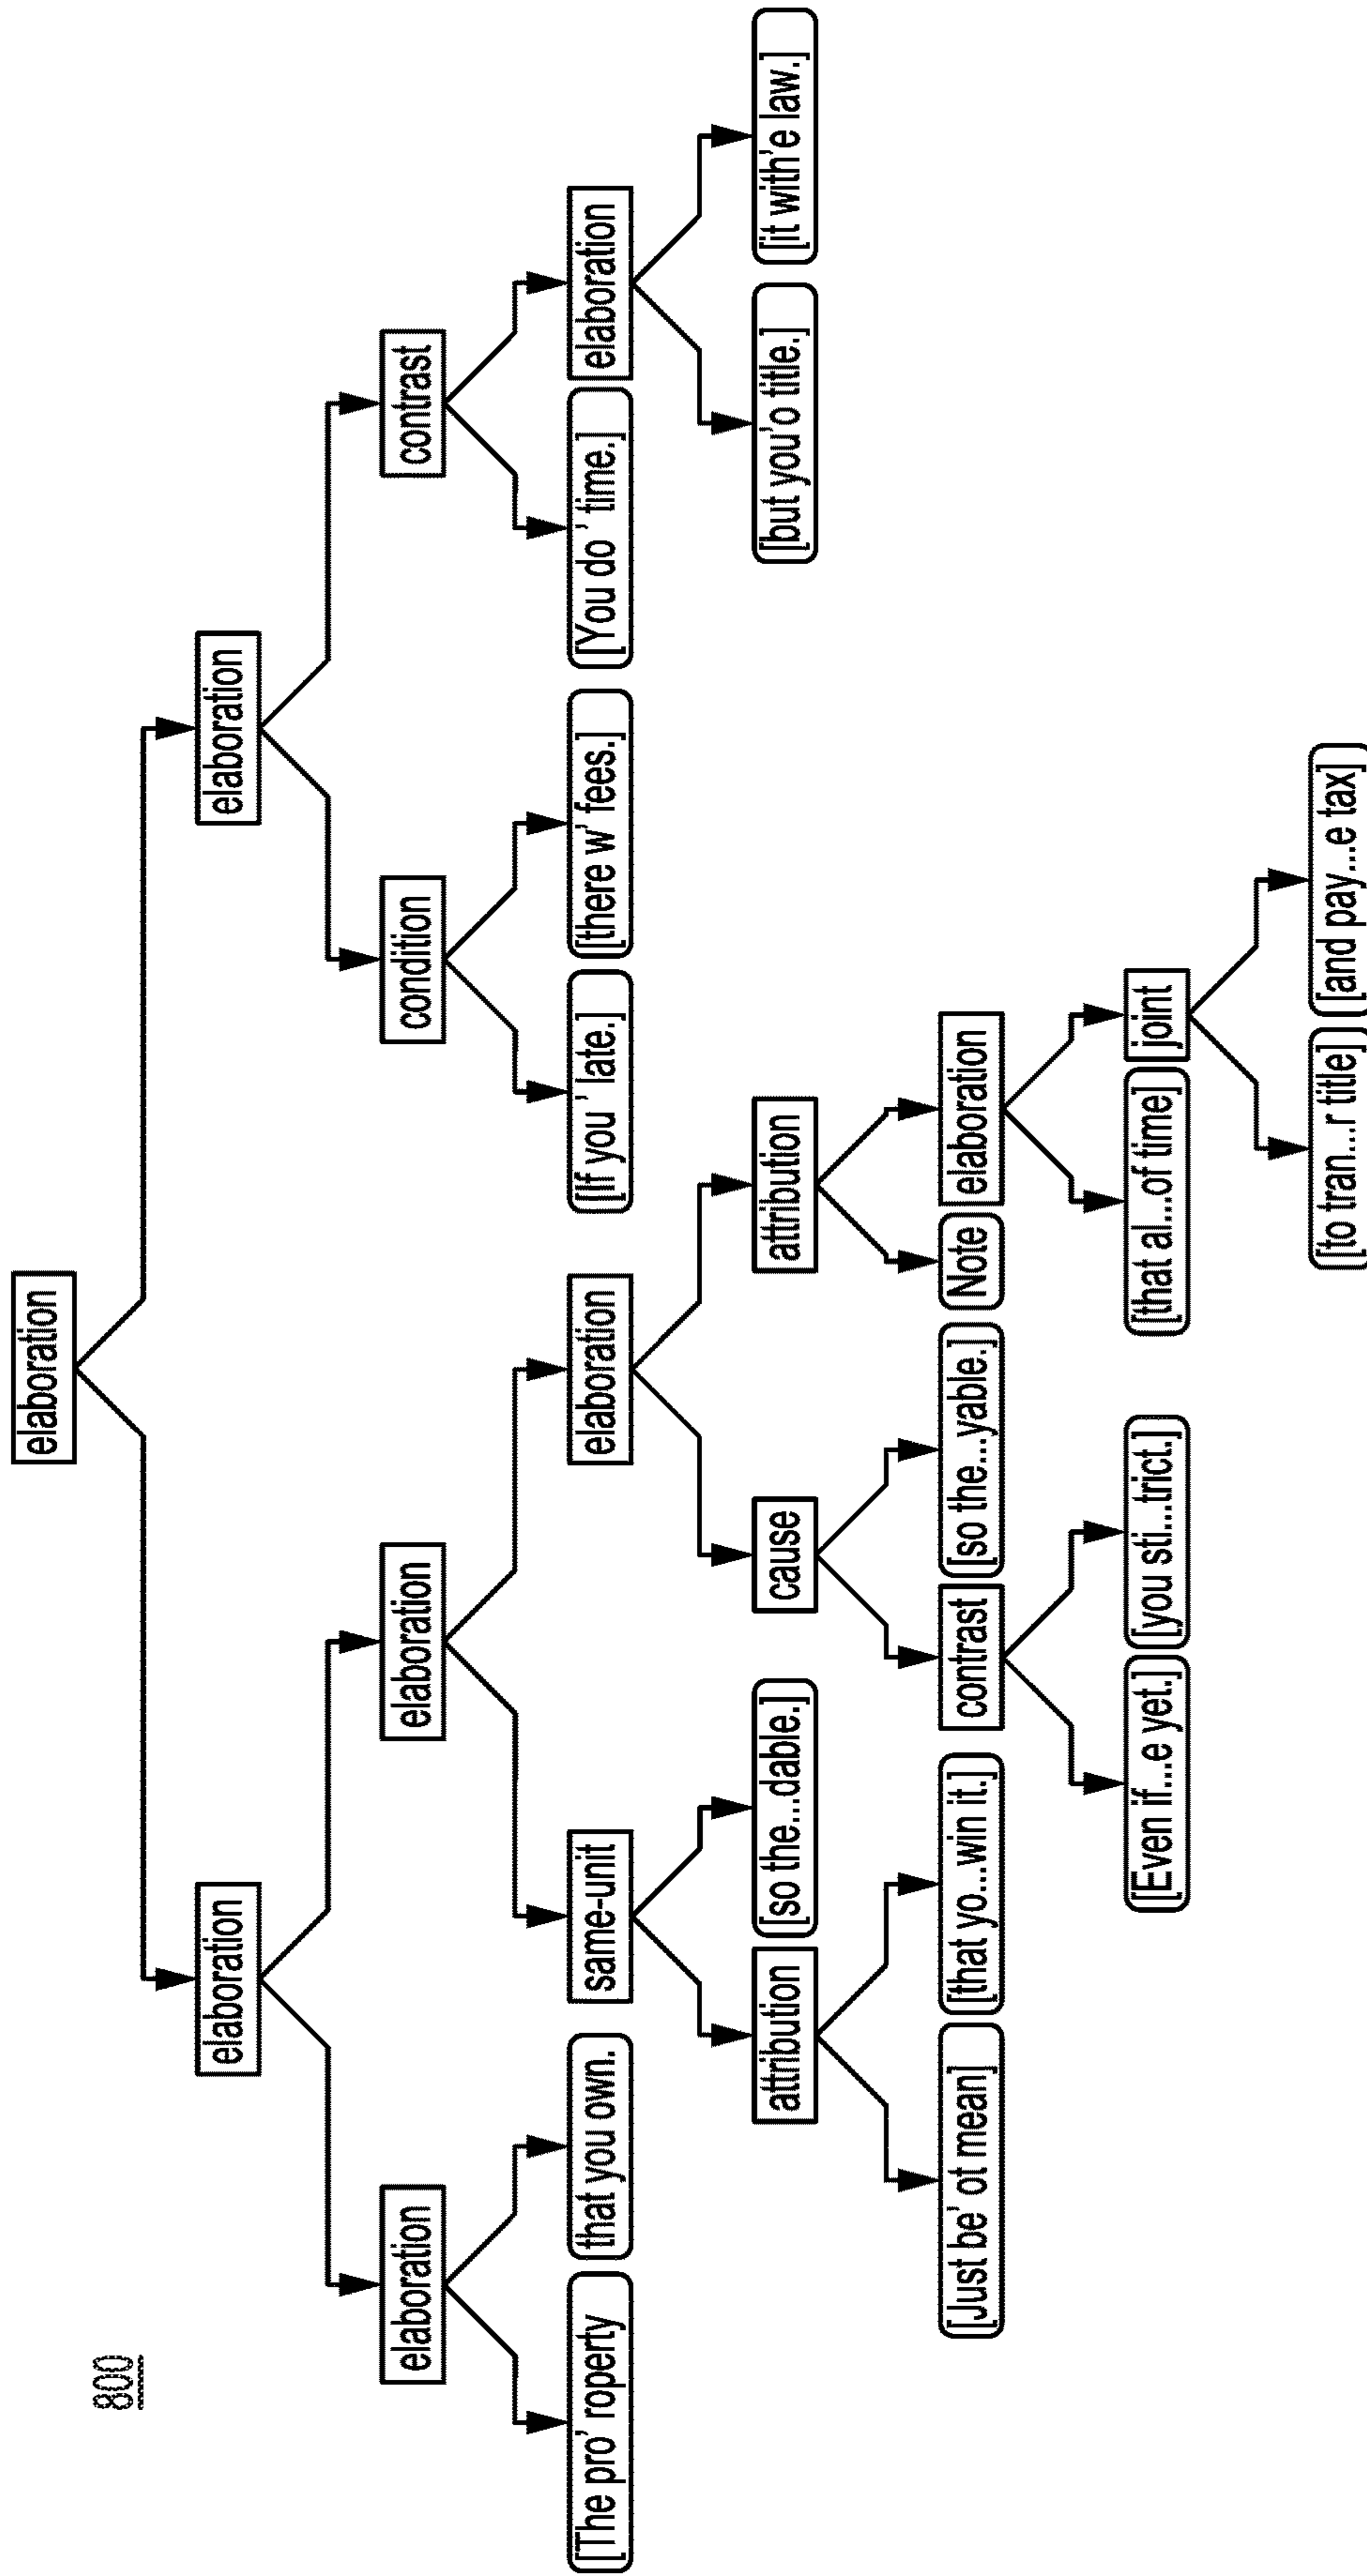 800
elaboration
elaboration
elaboration
elaboration
elaboration
condition
contrast
[The pro' roperty
that you own.
same-unit
elaboration
[If you ' late.]
[there w' fees.]
[You do ' time.]
elaboration
attribution
[so the...dable.]
cause
attribution
[but you'o title.]
[it with'e law.]
[Just be' ot mean]
[that yo...win it.]
contrast
[so the...yable.]
Note
elaboration
[Even if...e yet.]
[you sti...trict.]
[that al...of time]
joint
[to tran...r title]
[and pay...e tax]